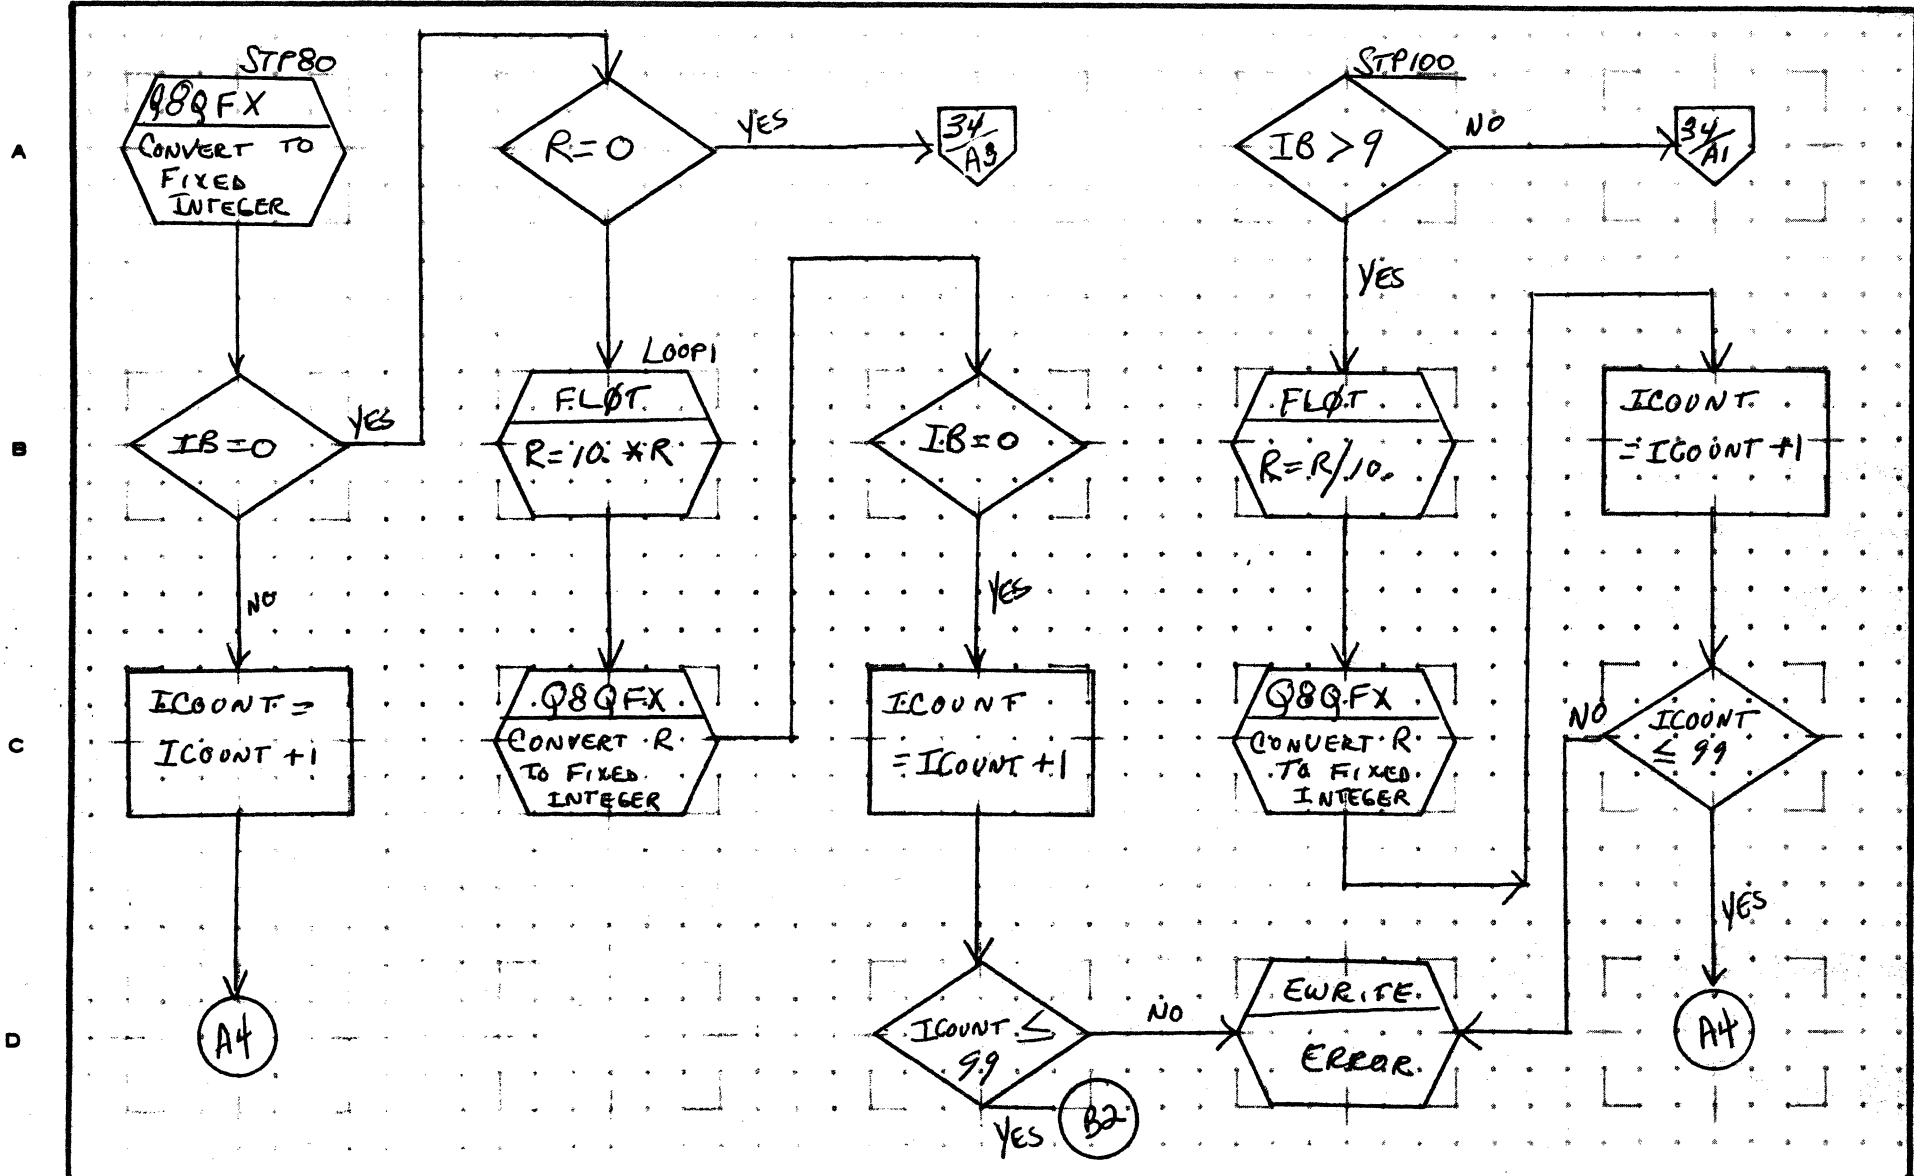 STP80
Q8QFX
CONVERT TO
FIXED
INTEGER
R=0
YES
34/A3
STP100
IB>9
NO
34/A1
A
YES
IB=0
YES
LOOP1
FLØT
R=10.*R
IB=0
FLØT
R=R/10.
ICOUNT
=ICOUNT+1
B
NO
YES
ICOUNT=
ICOUNT+1
Q8QFX
CONVERT R
TO FIXED
INTEGER
ICOUNT
=ICOUNT+1
Q8QFX
CONVERT R
TO FIXED
INTEGER
NO
ICOUNT
≤ 99
C
YES
A4
ICOUNT ≤
99
NO
EWRITE
ERROR
A4
D
YES
B2